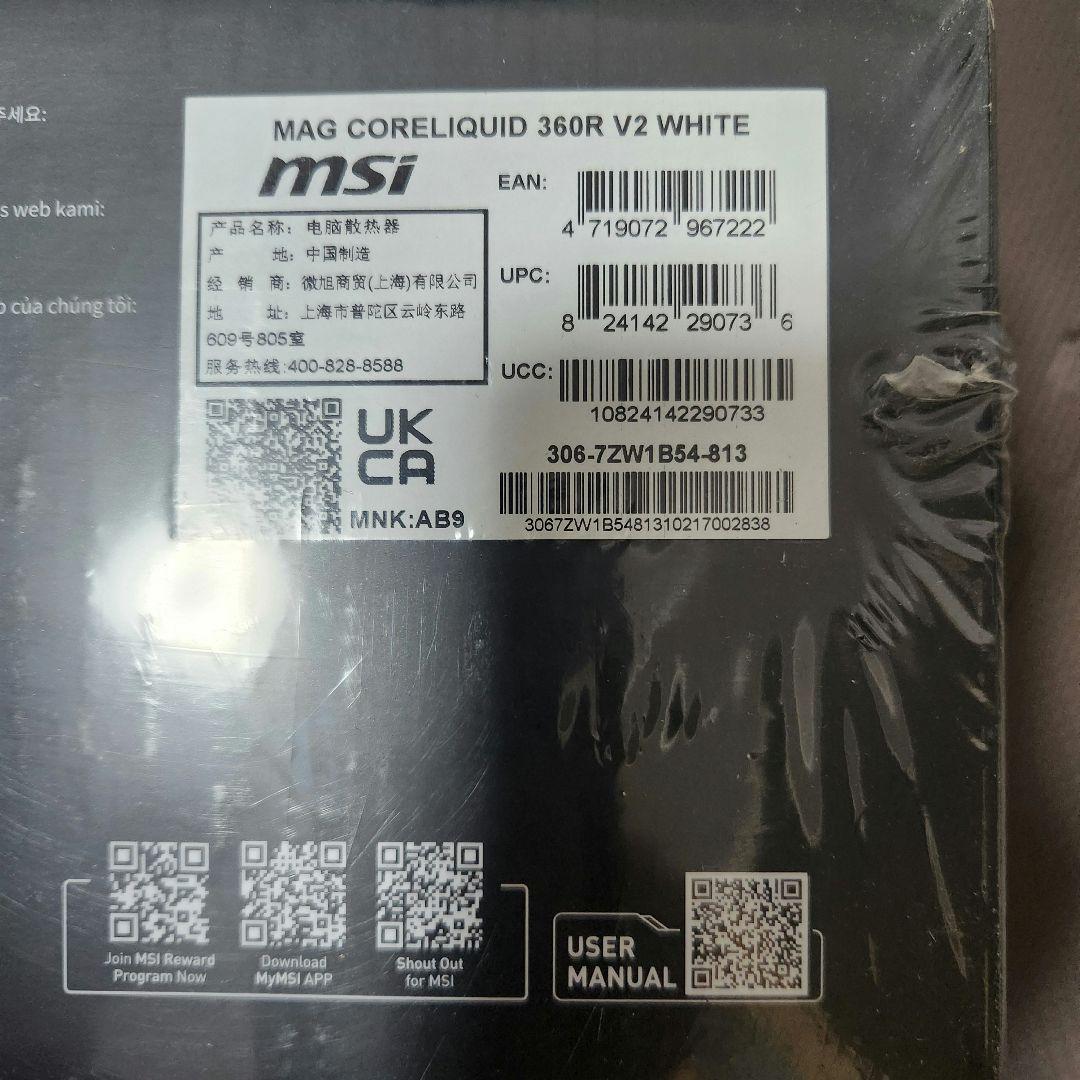 주세요:
s web kami:
của chúng tôi:
MAG CORELIQUID 360R V2 WHITE
msi
产品名称: 电脑散热器
产 地: 中国制造
经 销 商: 微旭商贸(上海)有限公司
地 址: 上海市普陀区云岭东路
609号805室
服务热线:400-828-8588
EAN:
4 719072 967222
UPC:
8 24142 29073 6
UCC:
10824142290733
306-7ZW1B54-813
3067ZW1B5481310217002838
UK
CA
MNK:AB9
Join MSI Reward
Program Now
Download
MyMSI APP
Shout Out
for MSI
USER
MANUAL